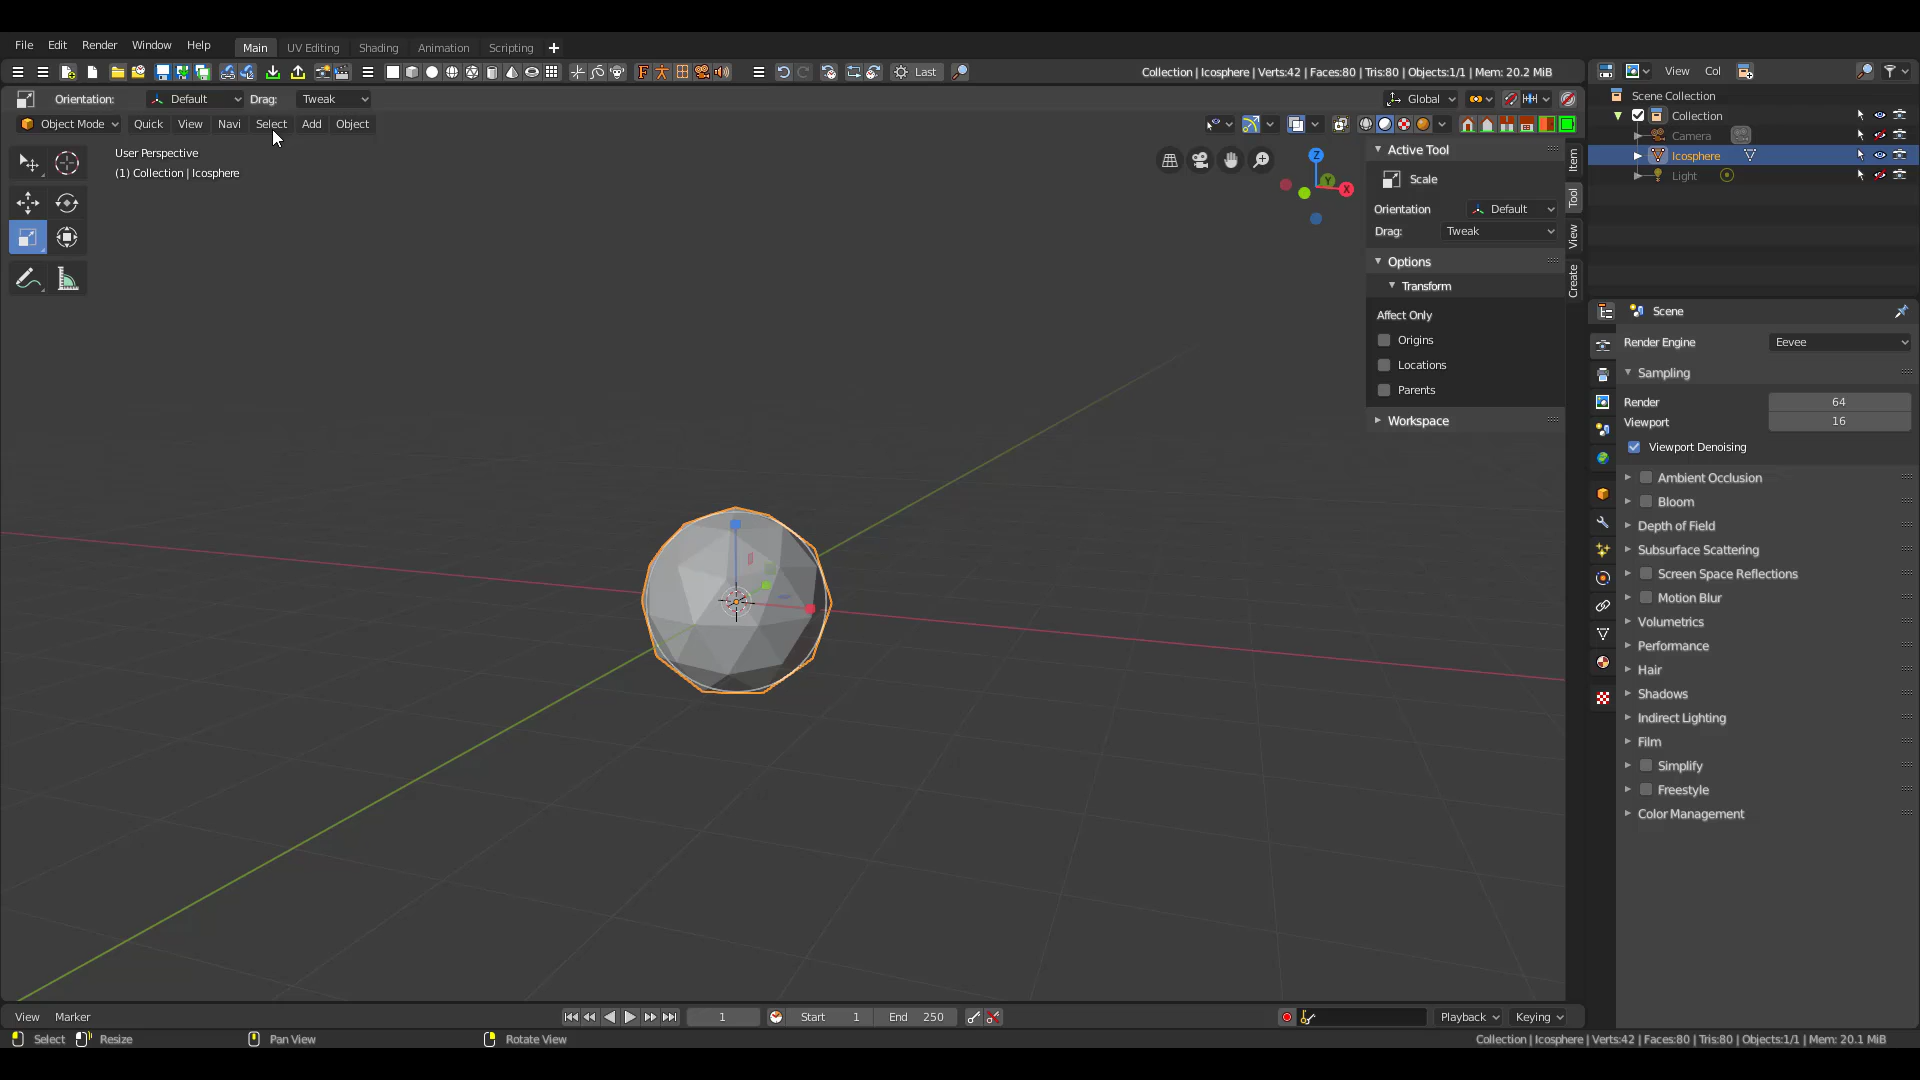 File Edit Render Window Help Main UV Editing Shading Animation Scripting
Last Collection | Icosphere | Verts:42 | Faces:80 | Tris:80 | Objects:1/1 | Mem: 20.2 MiB View Col
Orientation: Default Drag: Tweak Global Scene Collection
Object Mode Quick View Navi Select Add Object Collection
User Perspective
(1) Collection | Icosphere
Camera
Icosphere
Light
Z
Y
X
Active Tool
Scale
Orientation Default
Drag: Tweak
Options
Transform
Affect Only
Origins
Locations
Parents
Workspace
Item
Tool
View
Create
Scene
Render Engine Eevee
Sampling
Render 64
Viewport 16
Viewport Denoising
Ambient Occlusion
Bloom
Depth of Field
Subsurface Scattering
Screen Space Reflections
Motion Blur
Volumetrics
Performance
Hair
Shadows
Indirect Lighting
Film
Simplify
Freestyle
Color Management
View Marker 1 Start 1 End 250 Playback Keying
Select Resize Pan View Rotate View Collection | Icosphere | Verts:42 | Faces:80 | Tris:80 | Objects:1/1 | Mem: 20.1 MiB